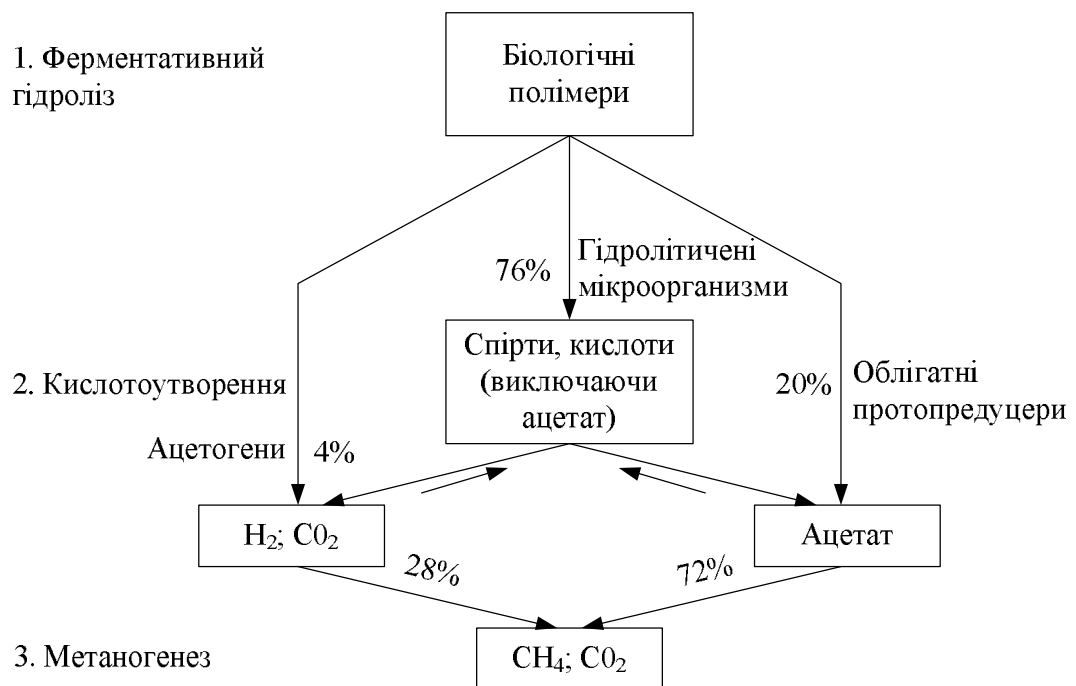 1. Ферментативний
гідроліз
Біологічні
полімери
76%
Гідролітичені
мікроорганизми
2. Кислотоутворення
Спірти, кислоти
(виключаючи
ацетат)
20%
Облігатні
протопредуцери
Ацетогени
4%
H₂; C0₂
Ацетат
28%
72%
3. Метаногенез
CH₄; C0₂